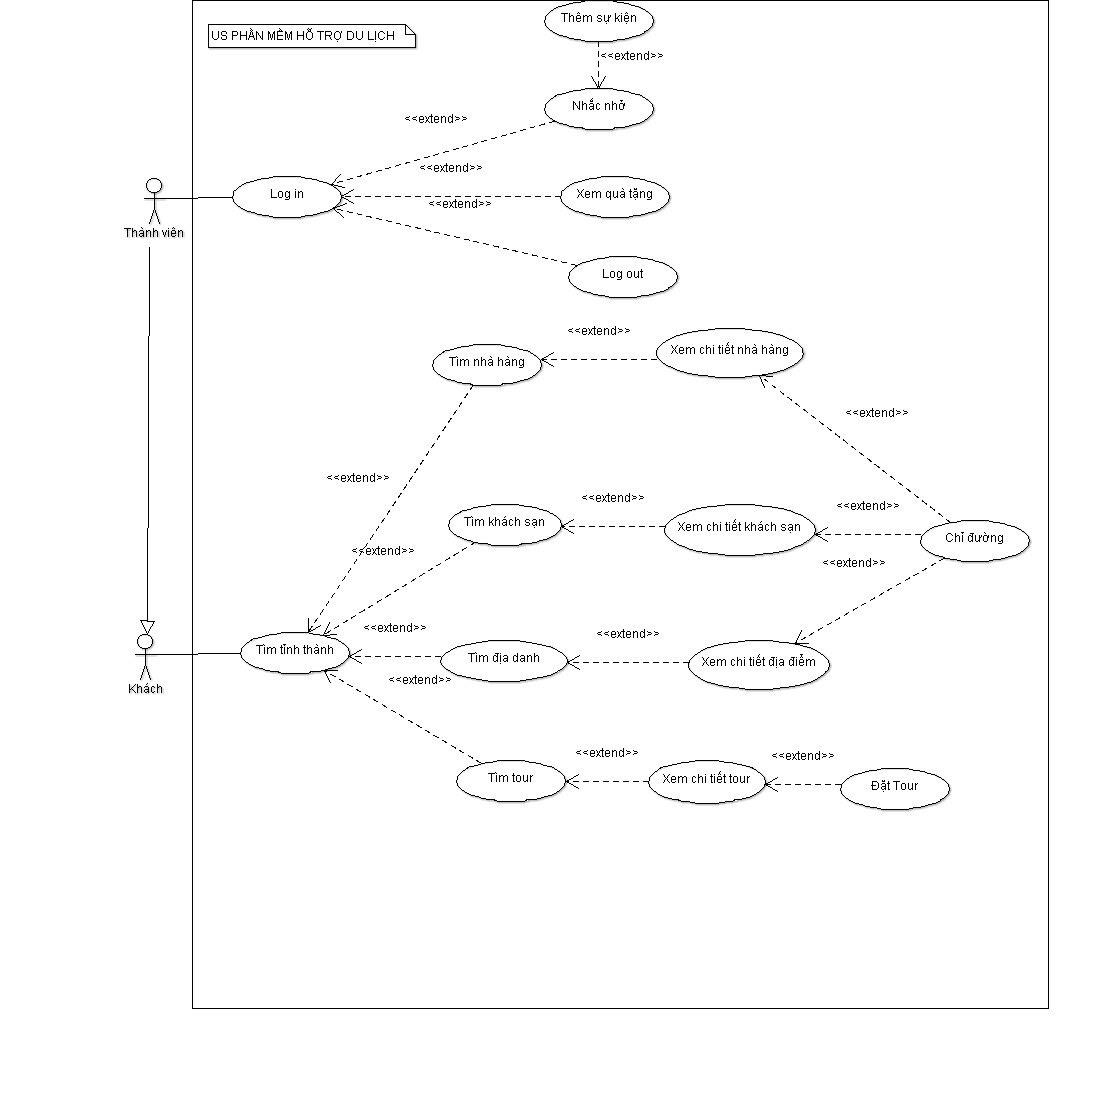 Thêm sự kiện
US PHẦN MỀM HỖ TRỢ DU LỊCH
<<extend>>
Nhắc nhở
<<extend>>
<<extend>>
Log in
Xem quà tặng
<<extend>>
Thành viên
Log out
<<extend>>
Tìm nhà hàng
Xem chi tiết nhà hàng
<<extend>>
<<extend>>
<<extend>>
<<extend>>
Tìm khách sạn
Xem chi tiết khách sạn
Chỉ đường
<<extend>>
<<extend>>
<<extend>>
<<extend>>
Tìm tỉnh thành
Tìm địa danh
Xem chi tiết địa điểm
<<extend>>
Khách
<<extend>>
<<extend>>
Tìm tour
Xem chi tiết tour
Đặt Tour